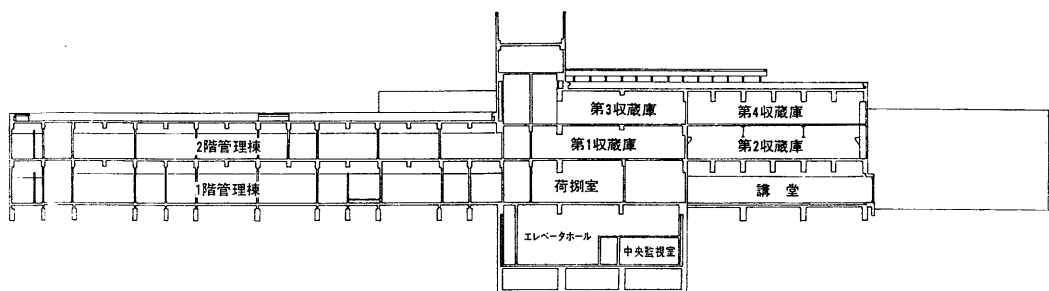 第3収蔵庫
第4収蔵庫
2階管理棟
第1収蔵庫
第2収蔵庫
1階管理棟
荷捌室
講堂
エレベータホール
中央監視室